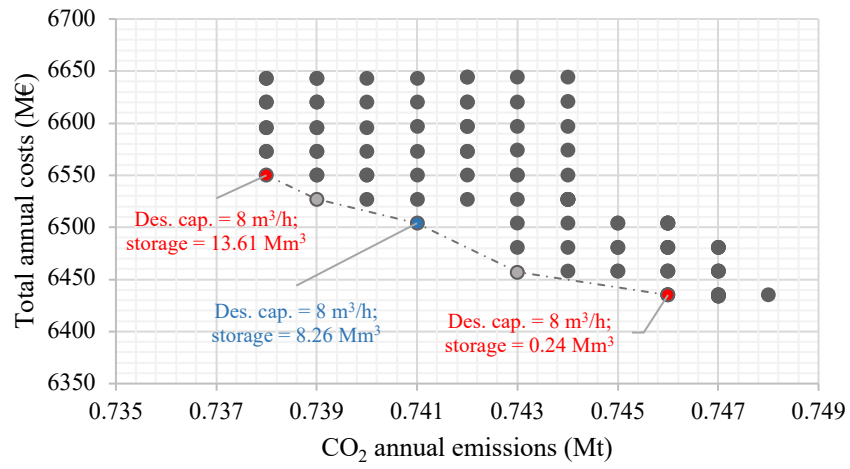 Total annual costs (M€)
6700
6650
6600
6550
6500
6450
6400
6350
Des. cap. = 8 m³/h;
storage = 13.61 Mm³
Des. cap. = 8 m³/h;
storage = 8.26 Mm³
Des. cap. = 8 m³/h;
storage = 0.24 Mm³
0.735 0.737 0.739 0.741 0.743 0.745 0.747 0.749
CO₂ annual emissions (Mt)